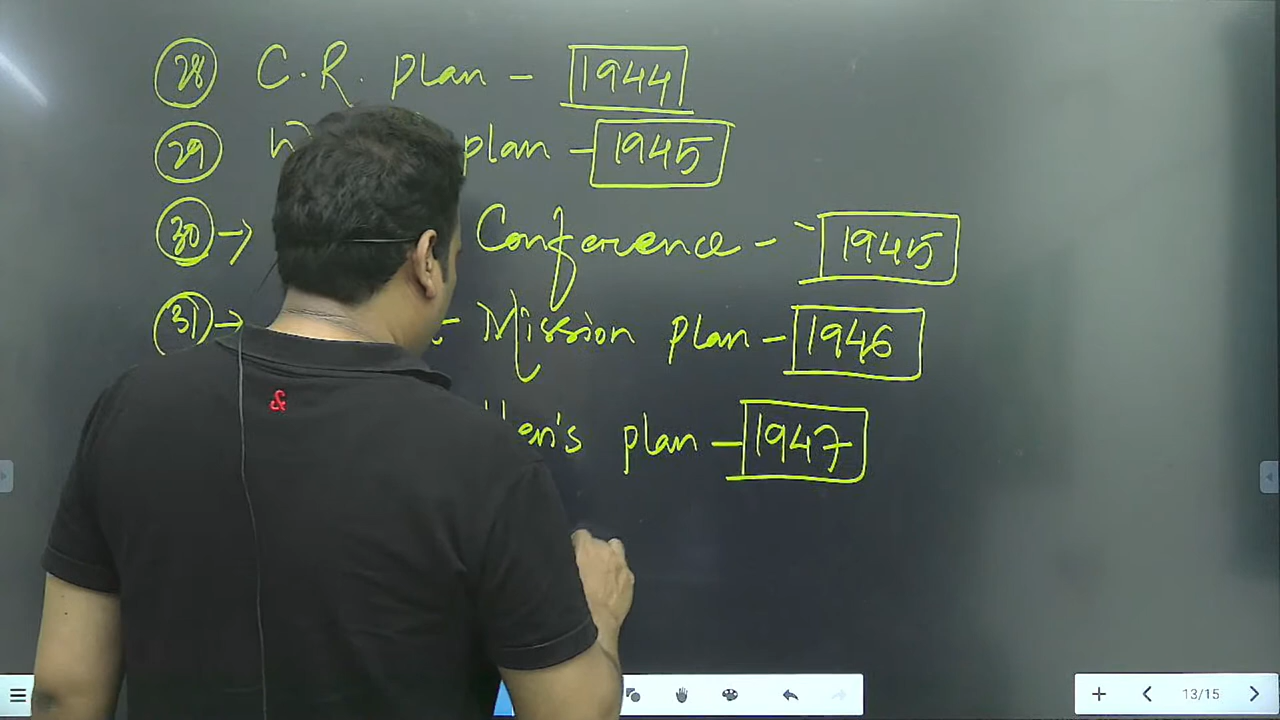 28 C.R. plan - 1944
29 plan - 1945
30 → Conference - 1945
31 → Mission plan - 1946
plan - 1947
&
13/15